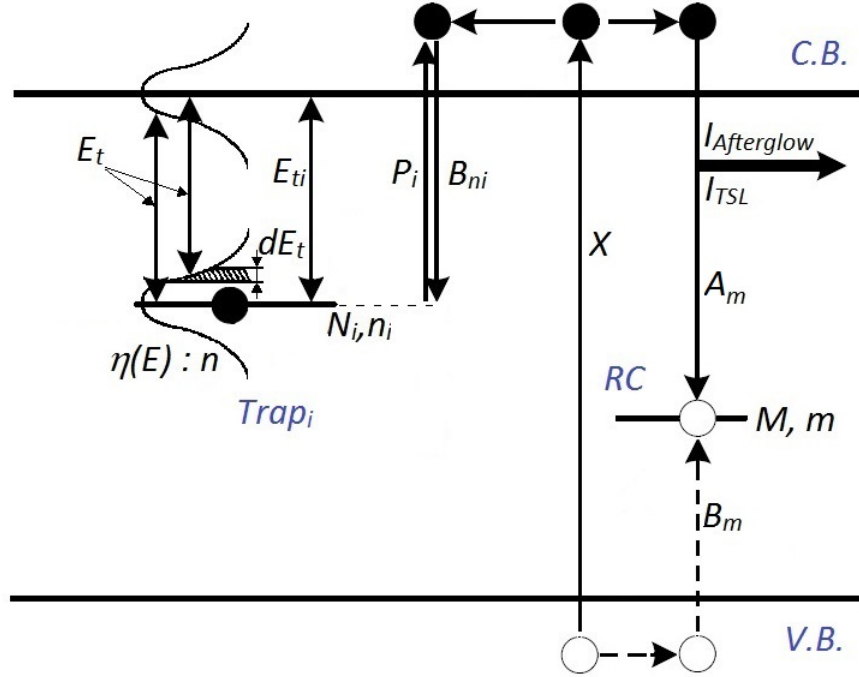 C.B.
I_Afterglow
E_t
E_ti
P_i
B_ni
I_TSL
dE_t
X
A_m
N_i,n_i
η(E) : n
RC
Trap_i
M, m
B_m
V.B.